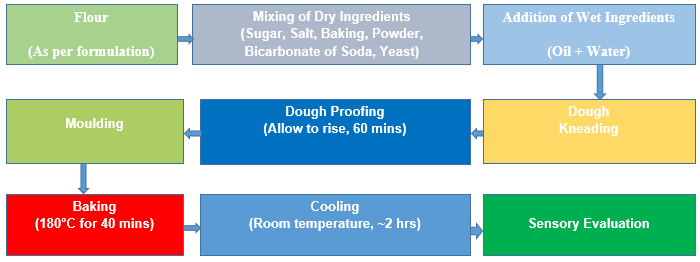 Flour
(As per formulation)
Mixing of Dry Ingredients
(Sugar, Salt, Baking, Powder,
Bicarbonate of Soda, Yeast)
Addition of Wet Ingredients
(Oil + Water)
Dough
Kneading
Dough Proofing
(Allow to rise, 60 mins)
Moulding
Baking
(180°C for 40 mins)
Cooling
(Room temperature, ~2 hrs)
Sensory Evaluation